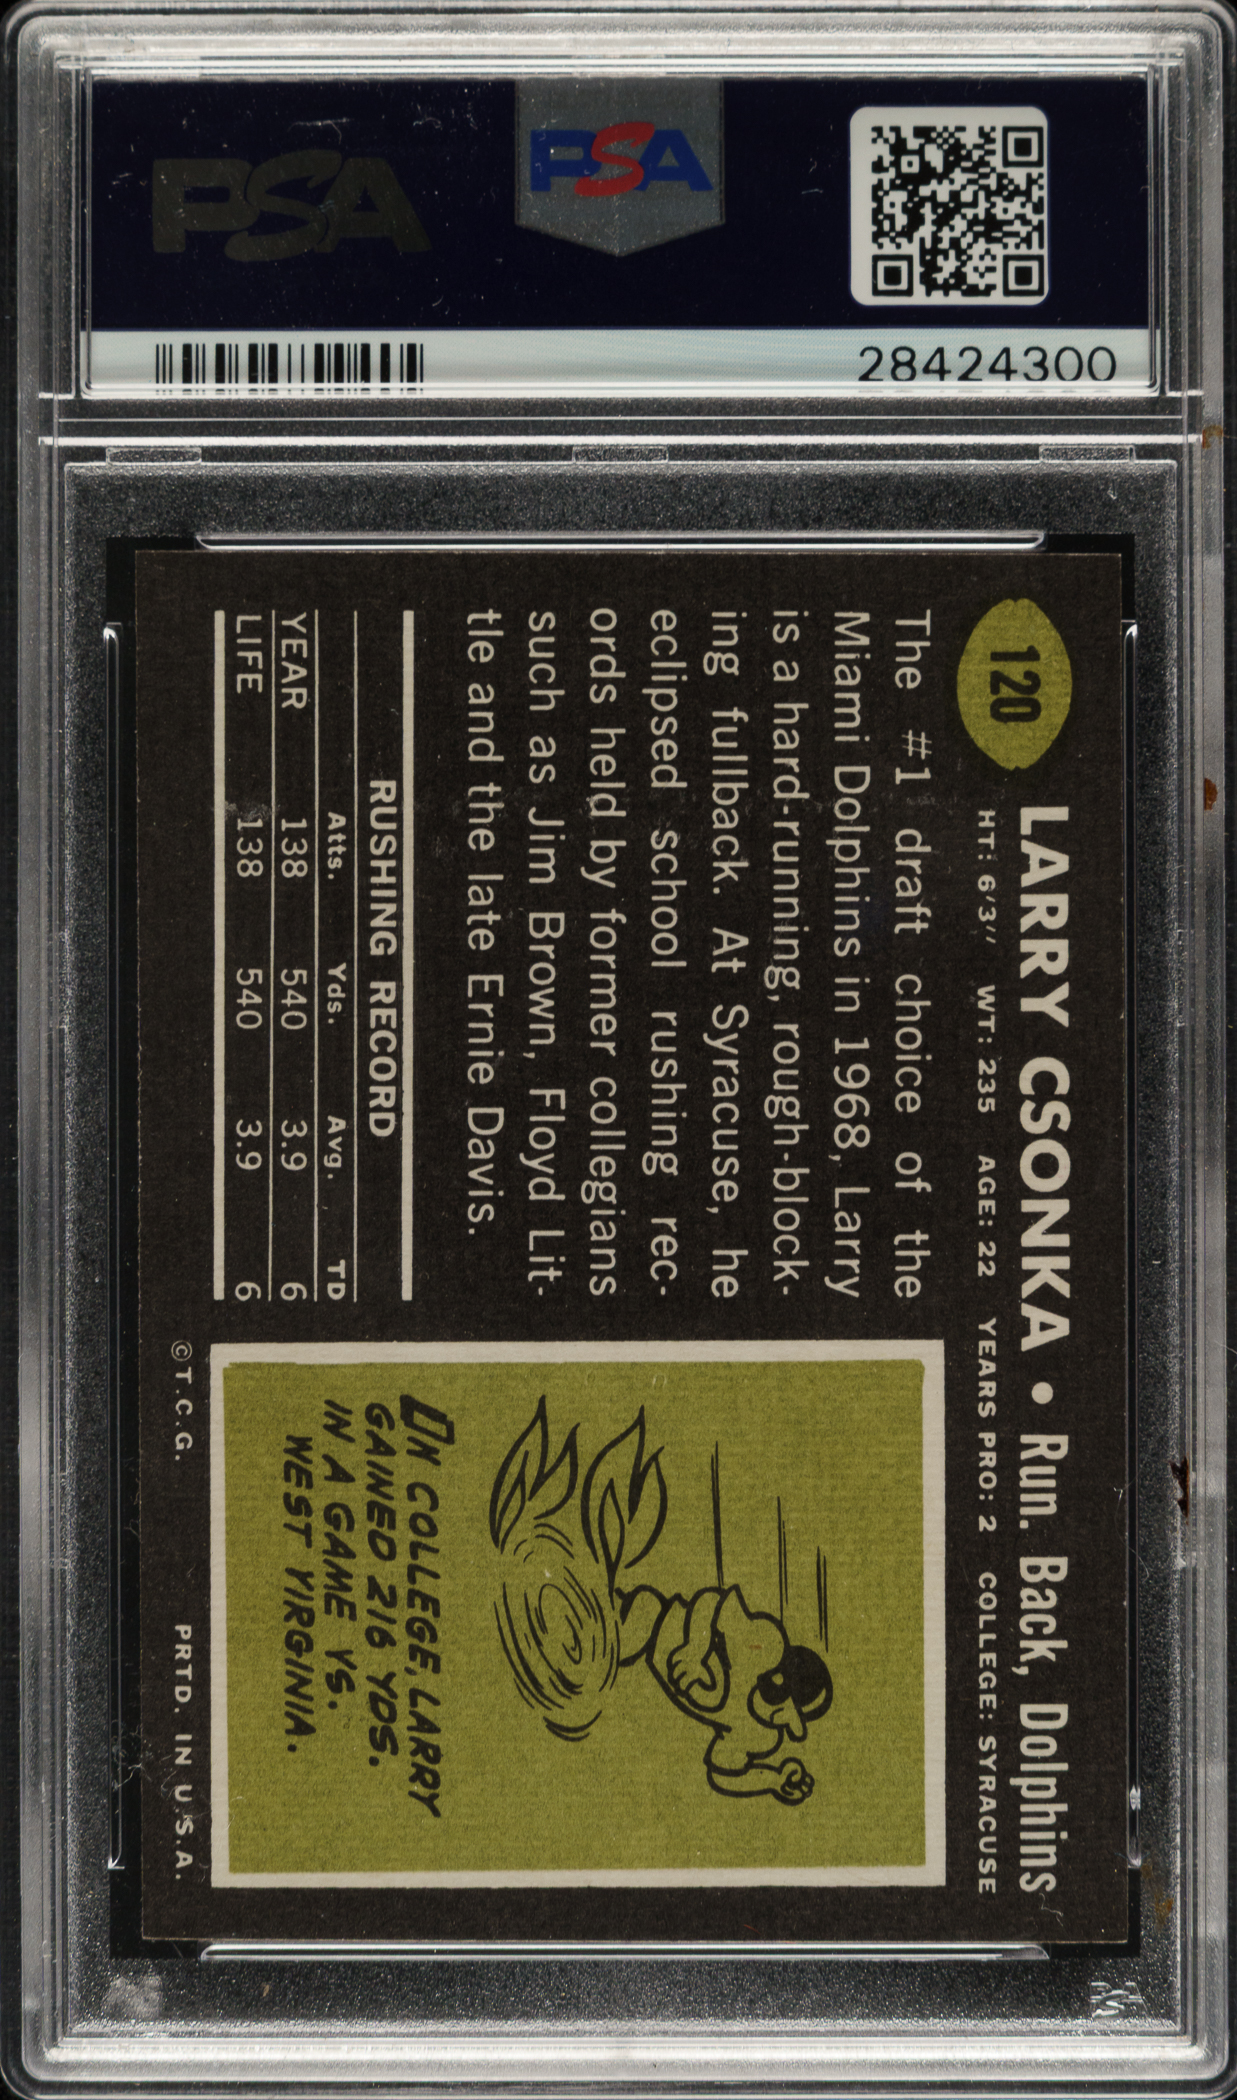 PSA
PSA
28424300
120
LARRY CSONKA • Run. Back, Dolphins
HT: 6'3" WT: 235 AGE: 22 YEARS PRO: 2 COLLEGE: SYRACUSE
The #1 draft choice of the
Miami Dolphins in 1968, Larry
is a hard-running, rough-block-
ing fullback. At Syracuse, he
eclipsed school rushing rec-
ords held by former collegians
such as Jim Brown, Floyd Lit-
tle and the late Ernie Davis.
RUSHING RECORD
Atts. Yds. Avg. TD
YEAR 138 540 3.9 6
LIFE 138 540 3.9 6
IN COLLEGE, LARRY
GAINED 216 YDS.
IN A GAME VS.
WEST VIRGINIA.
©T.C.G. PRTD. IN U.S.A.
PSA